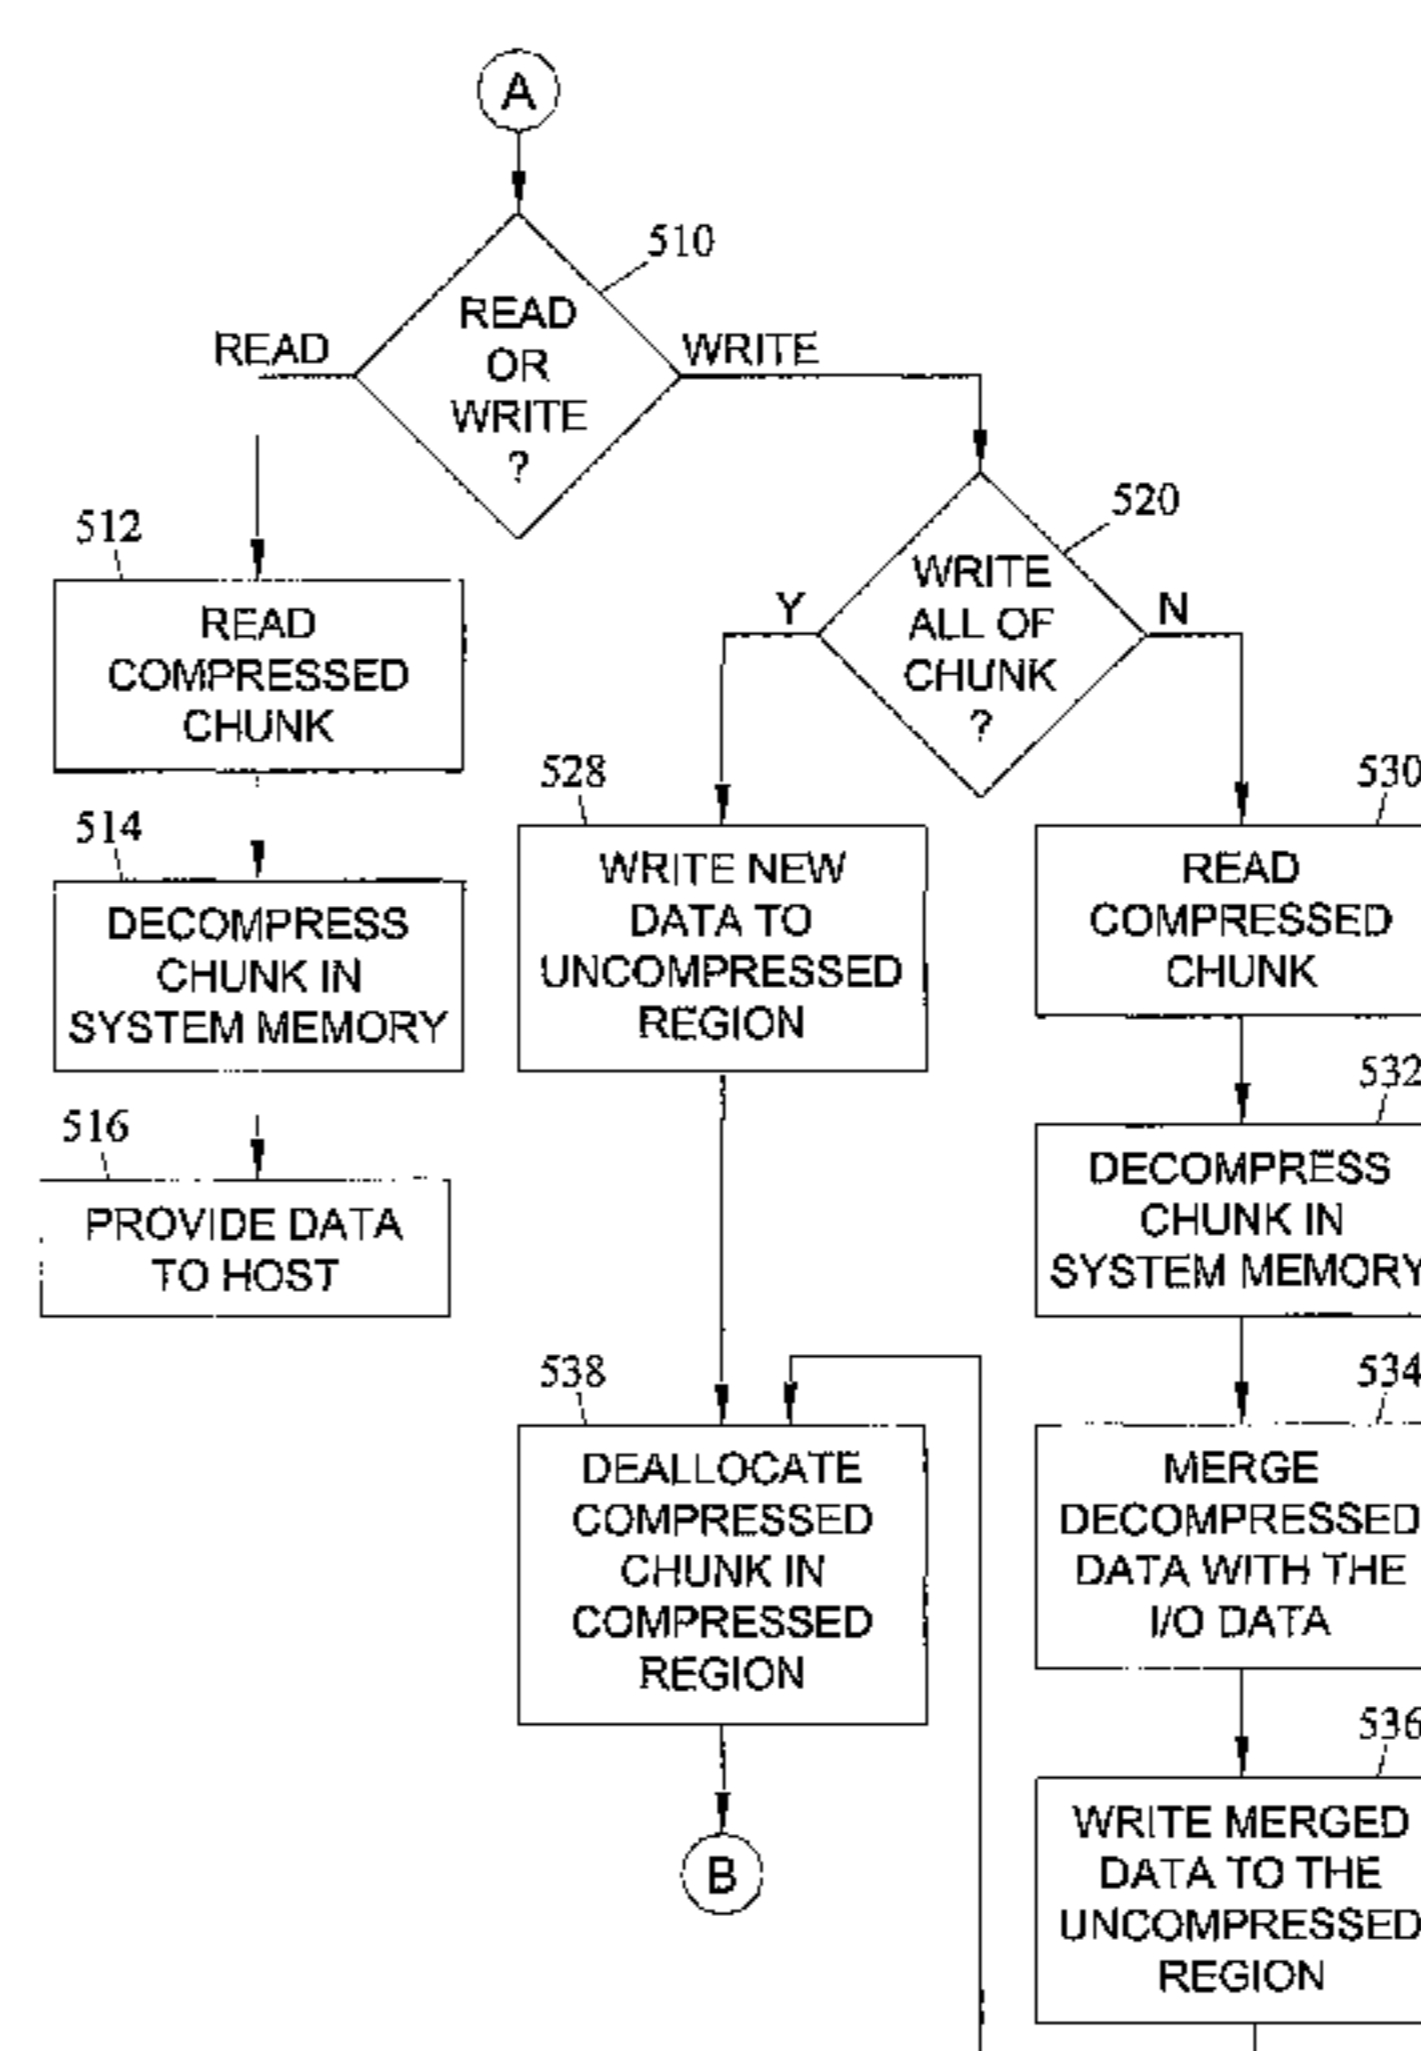 A
510
READ
OR
WRITE
?
READ
WRITE
520
WRITE
ALL OF
CHUNK
?
Y
N
512
READ
COMPRESSED
CHUNK
514
DECOMPRESS
CHUNK IN
SYSTEM MEMORY
516
PROVIDE DATA
TO HOST
528
WRITE NEW
DATA TO
UNCOMPRESSED
REGION
538
DEALLOCATE
COMPRESSED
CHUNK IN
COMPRESSED
REGION
B
530
READ
COMPRESSED
CHUNK
532
DECOMPRESS
CHUNK IN
SYSTEM MEMORY
534
MERGE
DECOMPRESSED
DATA WITH THE
I/O DATA
536
WRITE MERGED
DATA TO THE
UNCOMPRESSED
REGION